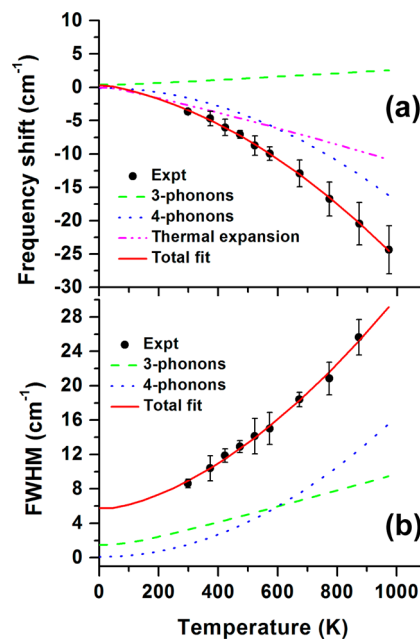 10
5
0
-5
-10
-15
-20
-25
-30
Frequency shift (cm-1)
(a)
Expt
3-phonons
4-phonons
Thermal expansion
Total fit
28
24
20
16
12
8
4
0
FWHM (cm-1)
Expt
3-phonons
4-phonons
Total fit
(b)
0 200 400 600 800 1000
Temperature (K)